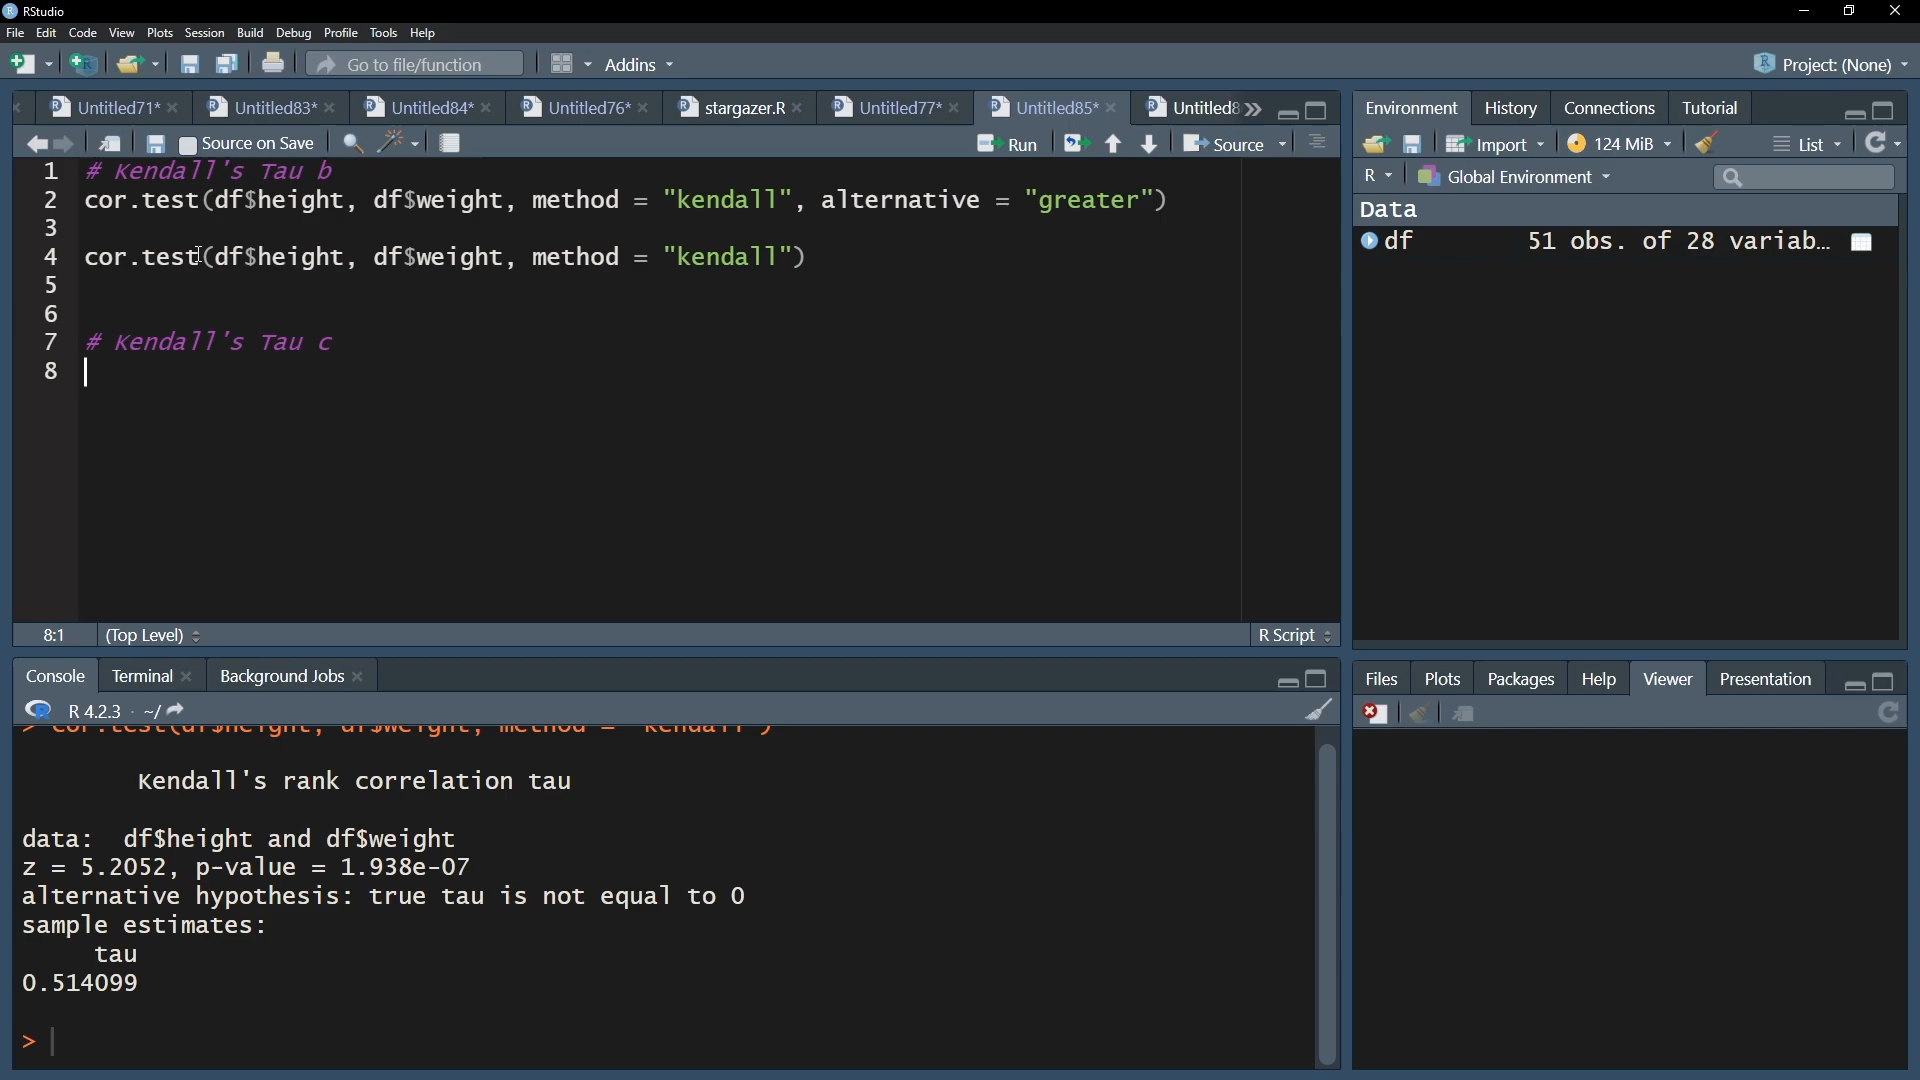 RStudio
File Edit Code View Plots Session Build Debug Profile Tools Help
Go to file/function Addins Project: (None)
Untitled71* Untitled83* Untitled84* Untitled76* stargazer.R Untitled77* Untitled85* Untitled8
Source on Save Run Source
1 # Kendall's Tau b
2 cor.test(df$height, df$weight, method = "kendall", alternative = "greater")
3
4 cor.test(df$height, df$weight, method = "kendall")
5
6
7 # Kendall's Tau c
8
8:1 (Top Level) R Script
Console Terminal Background Jobs
R 4.2.3 · ~/
> cor.test(df$height, df$weight, method = "kendall")
Kendall's rank correlation tau
data: df$height and df$weight
z = 5.2052, p-value = 1.938e-07
alternative hypothesis: true tau is not equal to 0
sample estimates:
tau
0.514099
>
Environment History Connections Tutorial
Import 124 MiB List
R Global Environment
Data
df 51 obs. of 28 variab…
Files Plots Packages Help Viewer Presentation